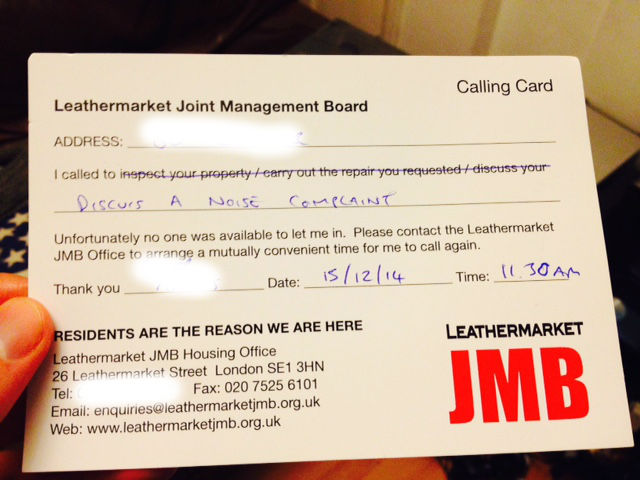 Calling Card
Leathermarket Joint Management Board
ADDRESS:
I called to inspect your property / carry out the repair you requested / discuss your
DISCUSS A NOISE COMPLAINT
Unfortunately no one was available to let me in. Please contact the Leathermarket
JMB Office to arrange a mutually convenient time for me to call again.
Thank you Date: 15/12/14 Time: 11.30AM
RESIDENTS ARE THE REASON WE ARE HERE
Leathermarket JMB Housing Office
26 Leathermarket Street London SE1 3HN
Tel: Fax: 020 7525 6101
Email: enquiries@leathermarketjmb.org.uk
Web: www.leathermarketjmb.org.uk
LEATHERMARKET
JMB